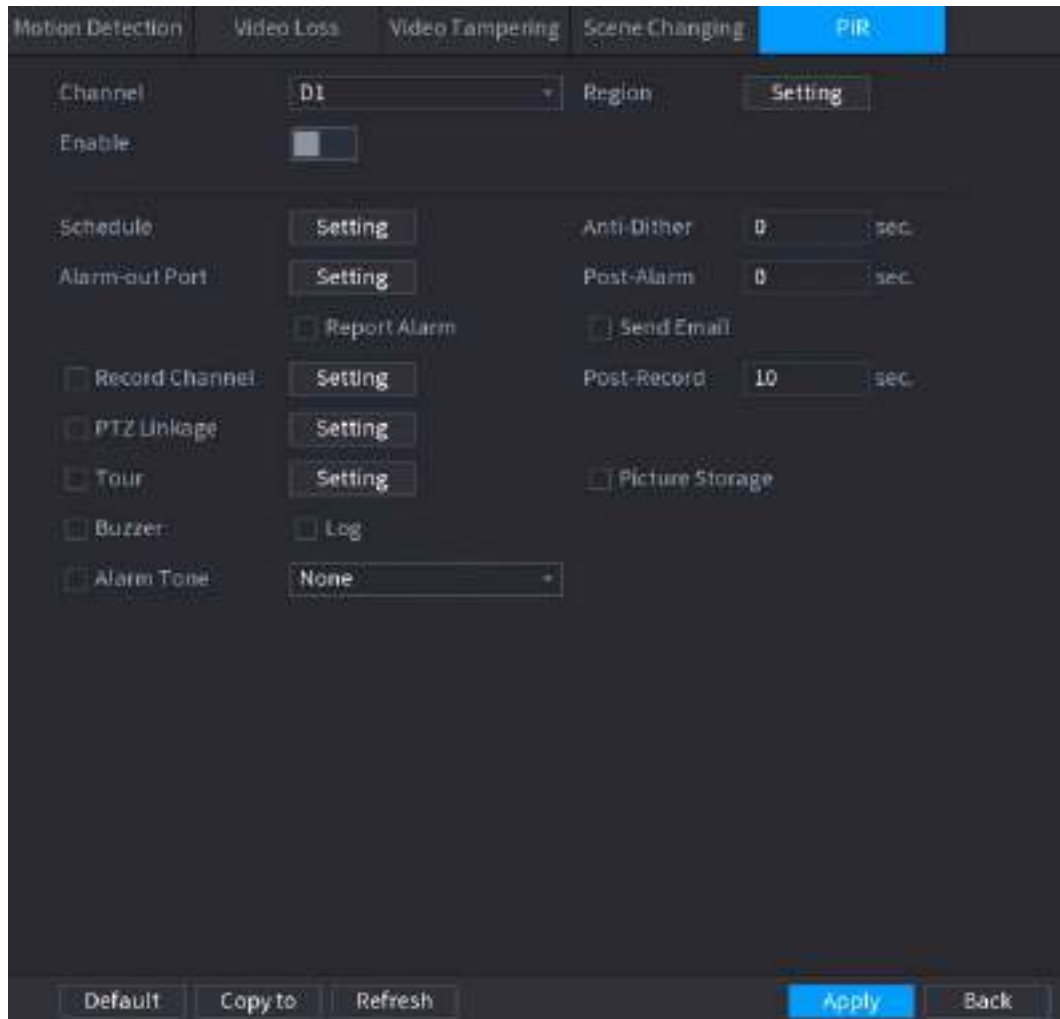 Motion Detection Video Loss Video Tampering Scene Changing PIR
Channel D1 Region Setting
Enable
Schedule Setting Anti-Dither 0 sec.
Alarm-out Port Setting Post-Alarm 0 sec.
Report Alarm Send Email
Record Channel Setting Post-Record 10 sec.
PTZ Linkage Setting
Tour Setting Picture Storage
Buzzer Log
Alarm Tone None
Default Copy to Refresh Apply Back